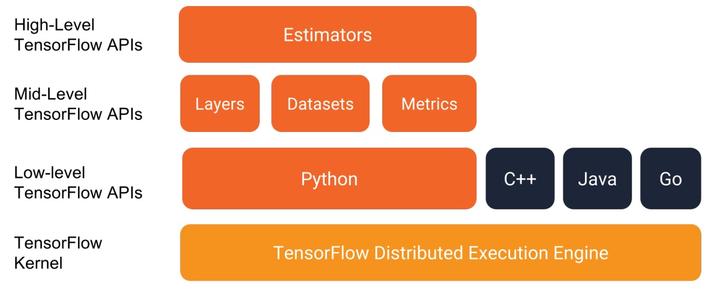 High-Level
TensorFlow APIs
Estimators
Mid-Level
TensorFlow APIs
Layers
Datasets
Metrics
Low-level
TensorFlow APIs
Python
C++
Java
Go
TensorFlow
Kernel
TensorFlow Distributed Execution Engine